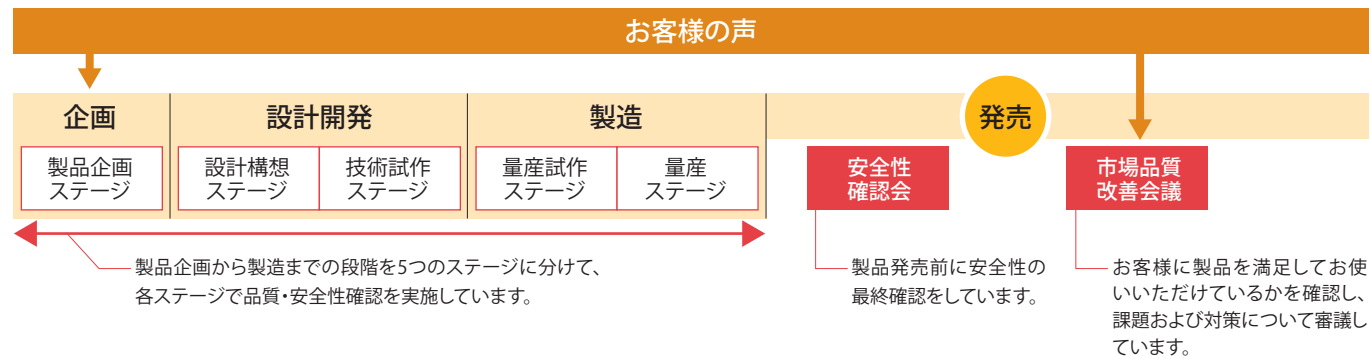 お客様の声
企画
設計開発
製造
発売
製品企画
ステージ
設計構想
ステージ
技術試作
ステージ
量産試作
ステージ
量産
ステージ
安全性
確認会
市場品質
改善会議
製品企画から製造までの段階を5つのステージに分けて、
各ステージで品質・安全性確認を実施しています。
製品発売前に安全性の
最終確認をしています。
お客様に製品を満足してお使
いいただけているかを確認し、
課題および対策について審議し
ています。